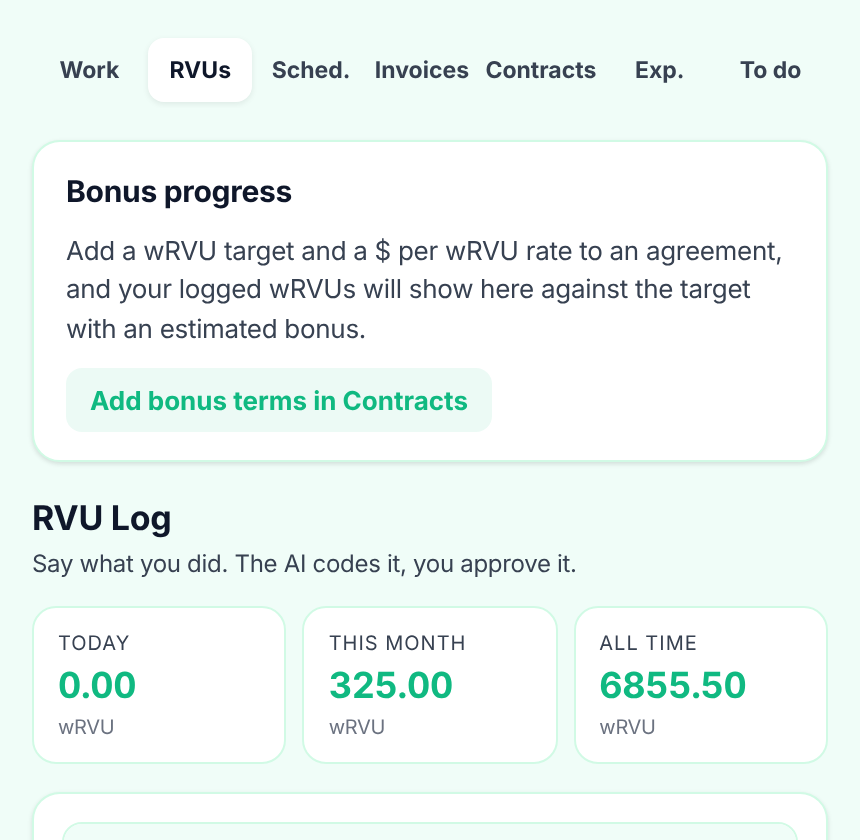 Work RVUs Sched. Invoices Contracts Exp. To do
Bonus progress
Add a wRVU target and a $ per wRVU rate to an agreement,
and your logged wRVUs will show here against the target
with an estimated bonus.
Add bonus terms in Contracts
RVU Log
Say what you did. The AI codes it, you approve it.
TODAY
0.00
wRVU
THIS MONTH
325.00
wRVU
ALL TIME
6855.50
wRVU